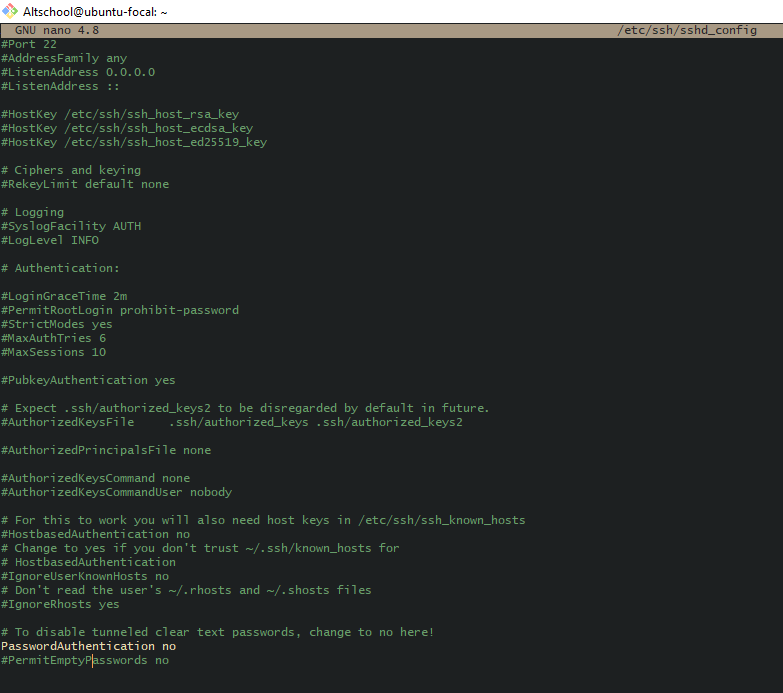 Altschool@ubuntu-focal: ~
GNU nano 4.8 /etc/ssh/sshd_config
#Port 22
#AddressFamily any
#ListenAddress 0.0.0.0
#ListenAddress ::
#HostKey /etc/ssh/ssh_host_rsa_key
#HostKey /etc/ssh/ssh_host_ecdsa_key
#HostKey /etc/ssh/ssh_host_ed25519_key
# Ciphers and keying
#RekeyLimit default none
# Logging
#SyslogFacility AUTH
#LogLevel INFO
# Authentication:
#LoginGraceTime 2m
#PermitRootLogin prohibit-password
#StrictModes yes
#MaxAuthTries 6
#MaxSessions 10
#PubkeyAuthentication yes
# Expect .ssh/authorized_keys2 to be disregarded by default in future.
#AuthorizedKeysFile .ssh/authorized_keys .ssh/authorized_keys2
#AuthorizedPrincipalsFile none
#AuthorizedKeysCommand none
#AuthorizedKeysCommandUser nobody
# For this to work you will also need host keys in /etc/ssh/ssh_known_hosts
#HostbasedAuthentication no
# Change to yes if you don't trust ~/.ssh/known_hosts for
# HostbasedAuthentication
#IgnoreUserKnownHosts no
# Don't read the user's ~/.rhosts and ~/.shosts files
#IgnoreRhosts yes
# To disable tunneled clear text passwords, change to no here!
PasswordAuthentication no
#PermitEmptyPasswords no